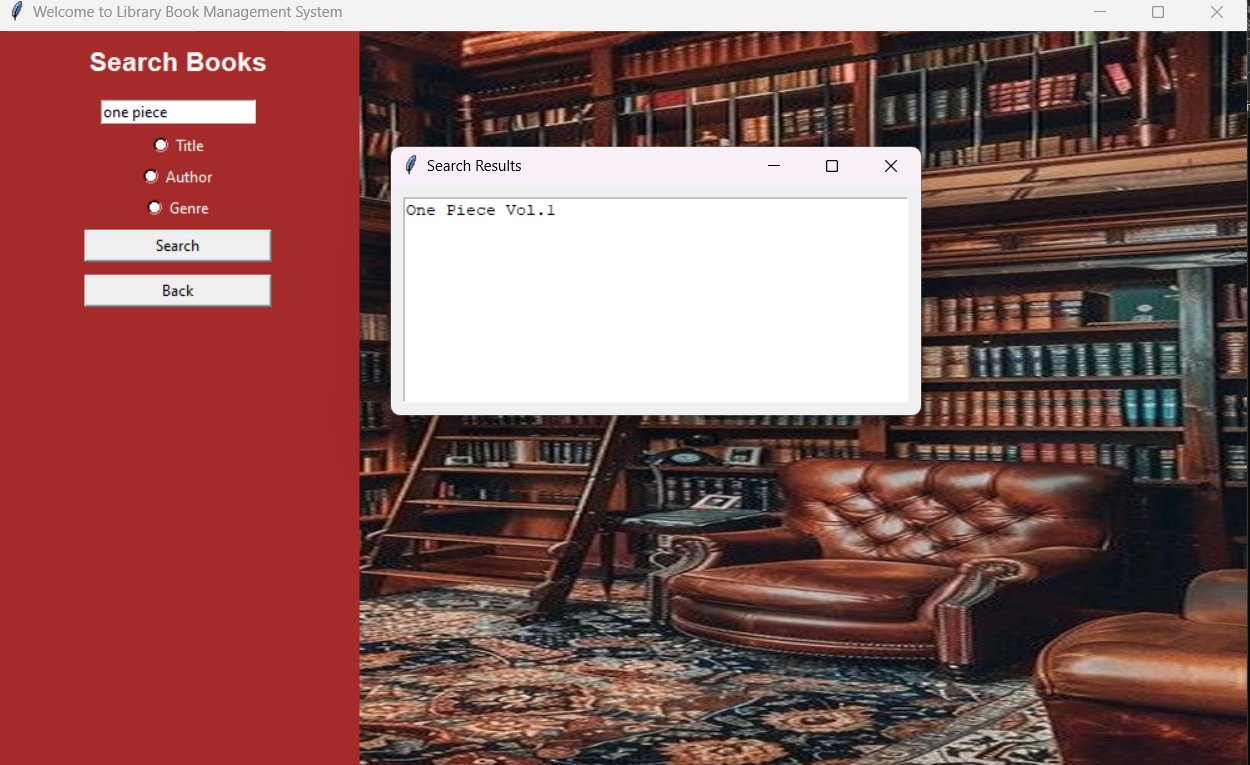 Welcome to Library Book Management System
Search Books
one piece
Title
Author
Genre
Search
Back
Search Results
One Piece Vol.1